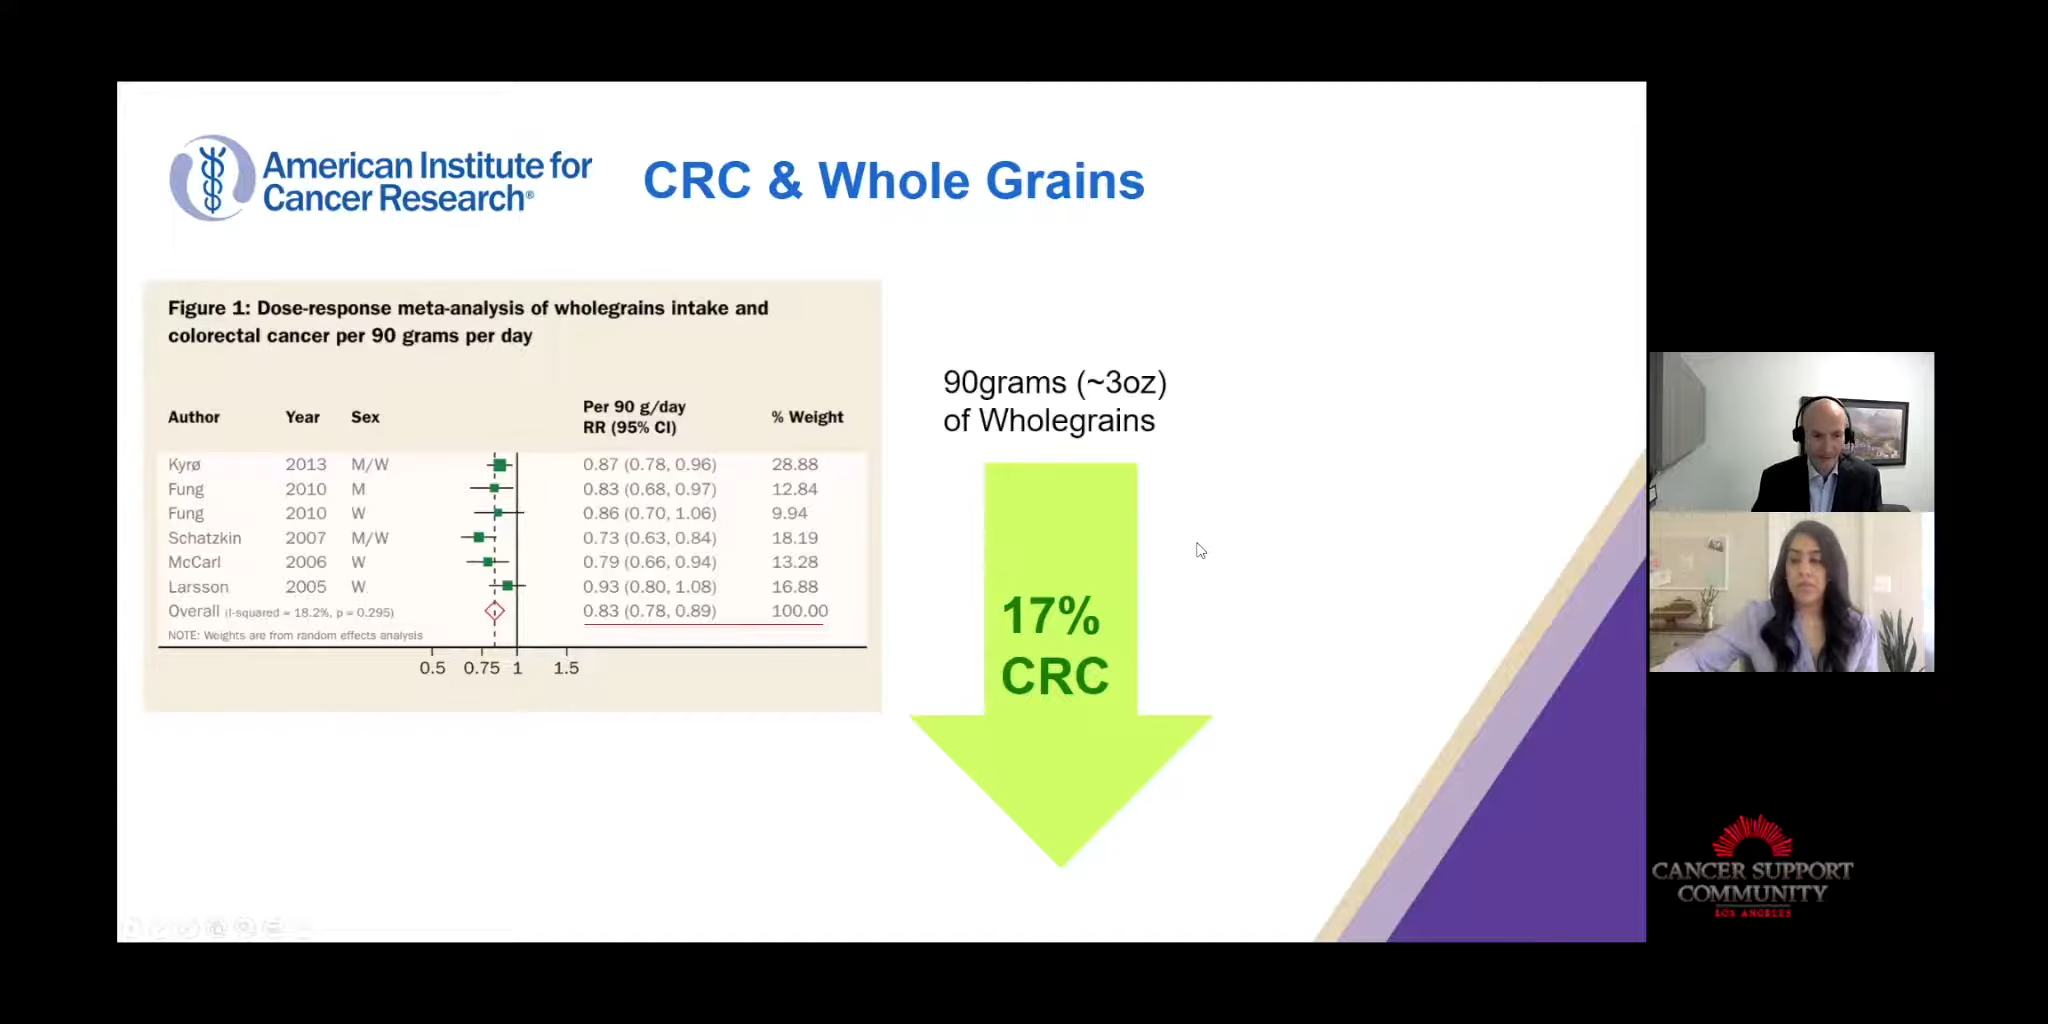 American Institute for
Cancer Research®
CRC & Whole Grains
Figure 1: Dose-response meta-analysis of wholegrains intake and
colorectal cancer per 90 grams per day
Author Year Sex Per 90 g/day RR (95% CI) % Weight
Kyrø 2013 M/W 0.87 (0.78, 0.96) 28.88
Fung 2010 M 0.83 (0.68, 0.97) 12.84
Fung 2010 W 0.86 (0.70, 1.06) 9.94
Schatzkin 2007 M/W 0.73 (0.63, 0.84) 18.19
McCarl 2006 W 0.79 (0.66, 0.94) 13.28
Larsson 2005 W 0.93 (0.80, 1.08) 16.88
Overall (I-squared = 18.2%, p = 0.295) 0.83 (0.78, 0.89) 100.00
NOTE: Weights are from random effects analysis
0.5 0.75 1 1.5
90grams (~3oz)
of Wholegrains
17%
CRC
CANCER SUPPORT
COMMUNITY
LOS ANGELES